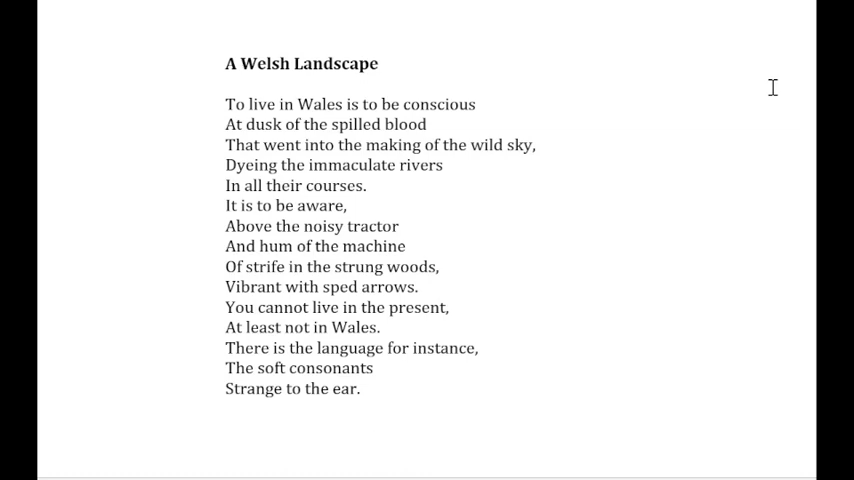 A Welsh Landscape
To live in Wales is to be conscious
At dusk of the spilled blood
That went into the making of the wild sky,
Dyeing the immaculate rivers
In all their courses.
It is to be aware,
Above the noisy tractor
And hum of the machine
Of strife in the strung woods,
Vibrant with sped arrows.
You cannot live in the present,
At least not in Wales.
There is the language for instance,
The soft consonants
Strange to the ear.